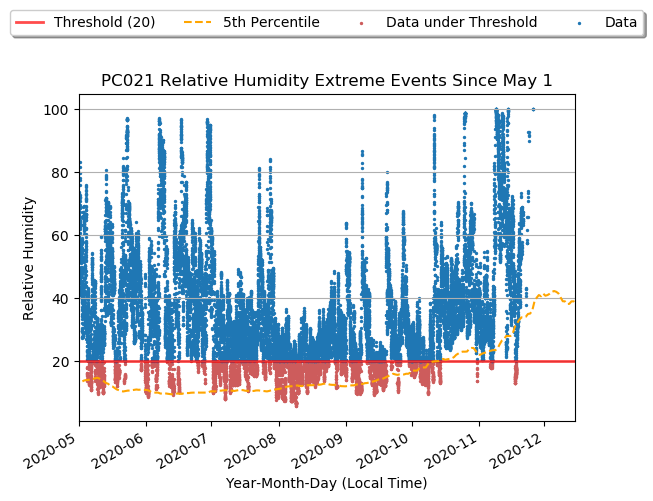 Threshold (20) 5th Percentile Data under Threshold Data
PC021 Relative Humidity Extreme Events Since May 1
100
80
60
40
20
Relative Humidity
2020-05 2020-06 2020-07 2020-08 2020-09 2020-10 2020-11 2020-12
Year-Month-Day (Local Time)